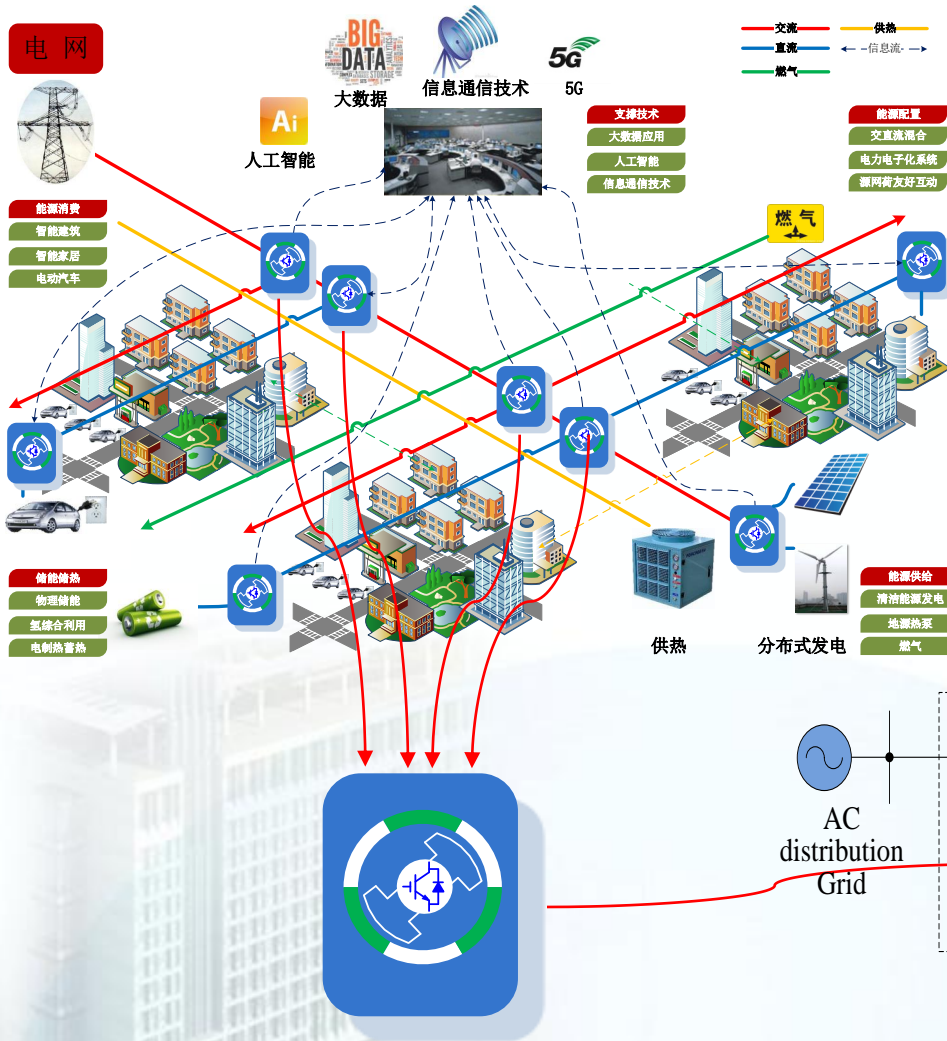 电 网
BIG
DATA
大数据
信息通信技术
5G
5G
Ai
人工智能
交流
供热
直流
信息流
燃气
支撑技术
大数据应用
人工智能
信息通信技术
能源配置
交直流混合
电力电子化系统
源网荷友好互动
能源消费
智能建筑
智能家居
电动汽车
燃 气
储能储热
物理储能
氢综合利用
电制热蓄热
供热
分布式发电
能源供给
清洁能源发电
地源热泵
燃气
AC
distribution
Grid